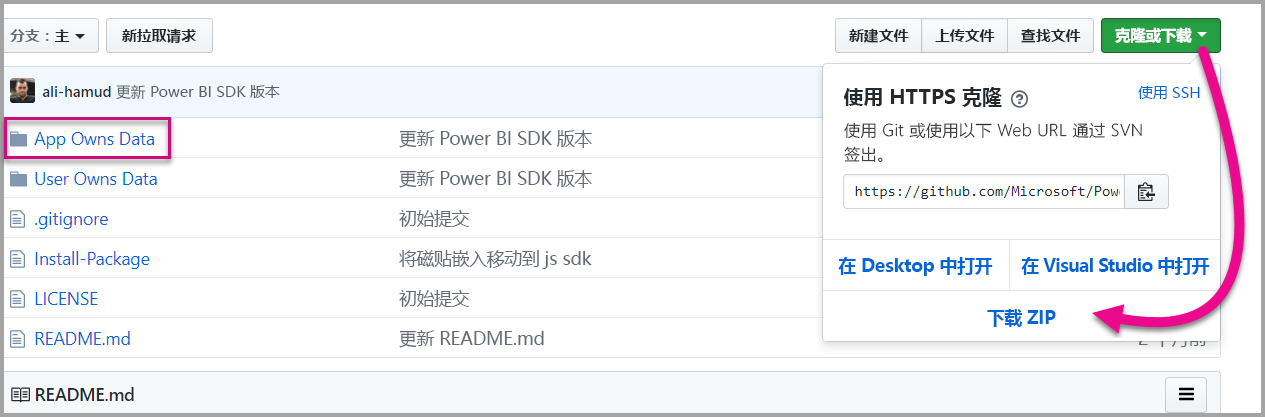 分支：主
新拉取请求
新建文件
上传文件
查找文件
克隆或下载
ali-hamud 更新 Power BI SDK 版本
App Owns Data
更新 Power BI SDK 版本
User Owns Data
更新 Power BI SDK 版本
.gitignore
初始提交
Install-Package
将磁贴嵌入移动到 js sdk
LICENSE
初始提交
README.md
更新 README.md
使用 HTTPS 克隆
使用 SSH
使用 Git 或使用以下 Web URL 通过 SVN
签出。
https://github.com/Microsoft/Pow
在 Desktop 中打开
在 Visual Studio 中打开
下载 ZIP
README.md